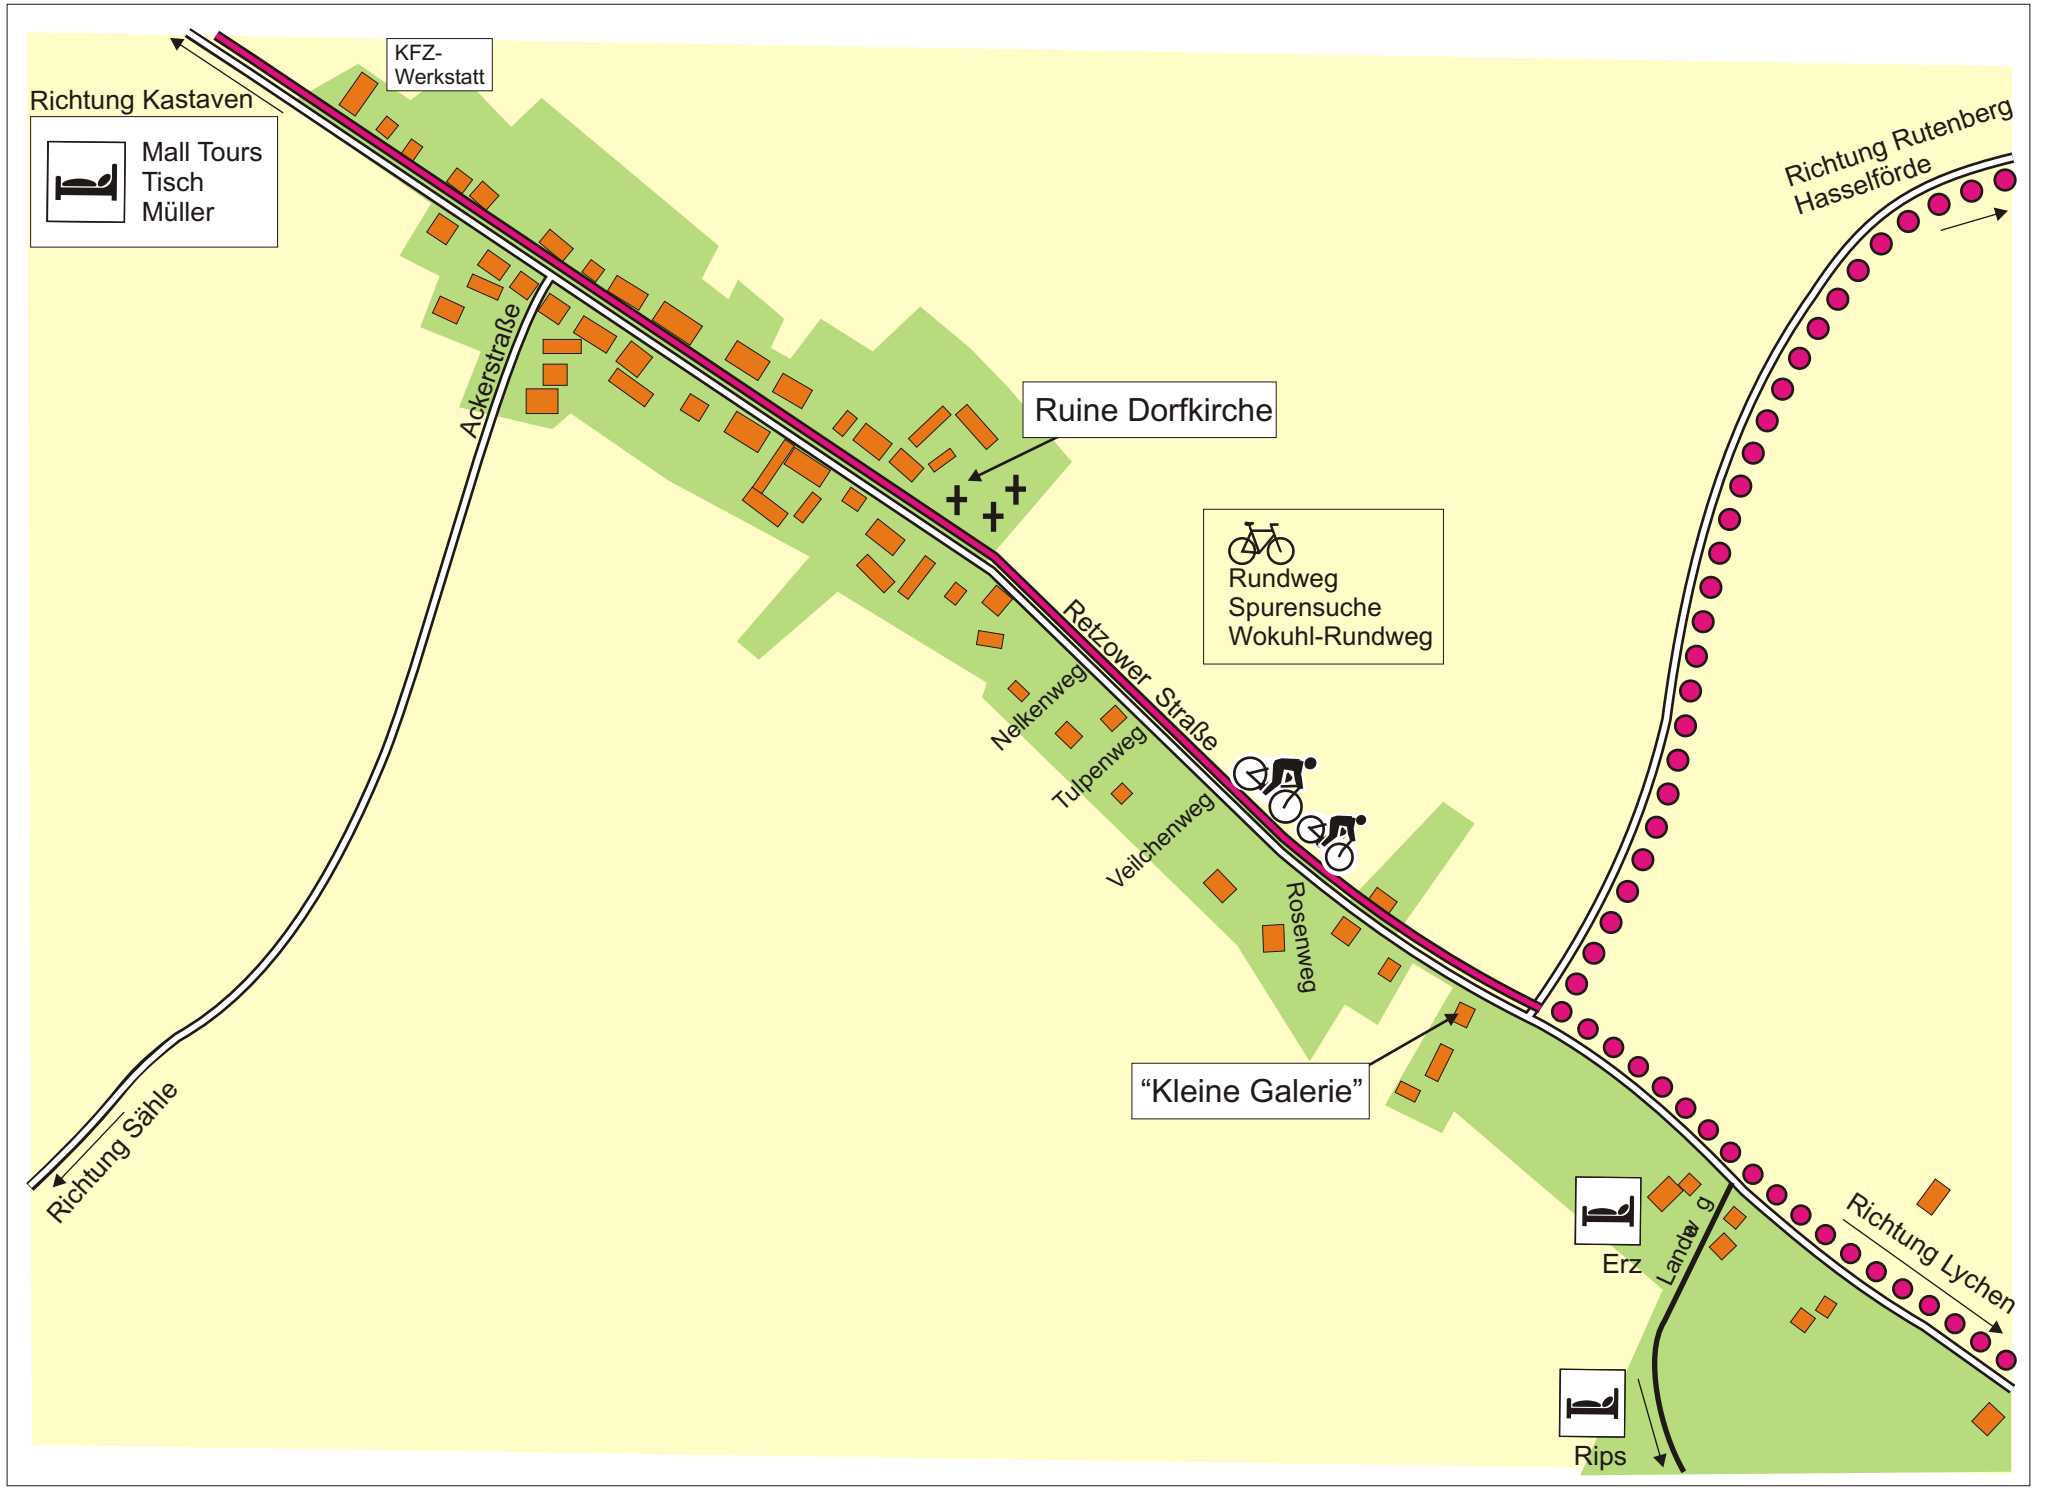 KFZ-
Werkstatt
Richtung Kastaven
Mall Tours
Tisch
Müller
Richtung Rutenberg
Hasselförde
Ackerstraße
Ruine Dorfkirche
Rundweg
Spurensuche
Wokuhl-Rundweg
Retzower Straße
Nelkenweg
Tulpenweg
Veilchenweg
Rosenweg
“Kleine Galerie”
Richtung Sähle
Erz
Landweg
Richtung Lychen
Rips